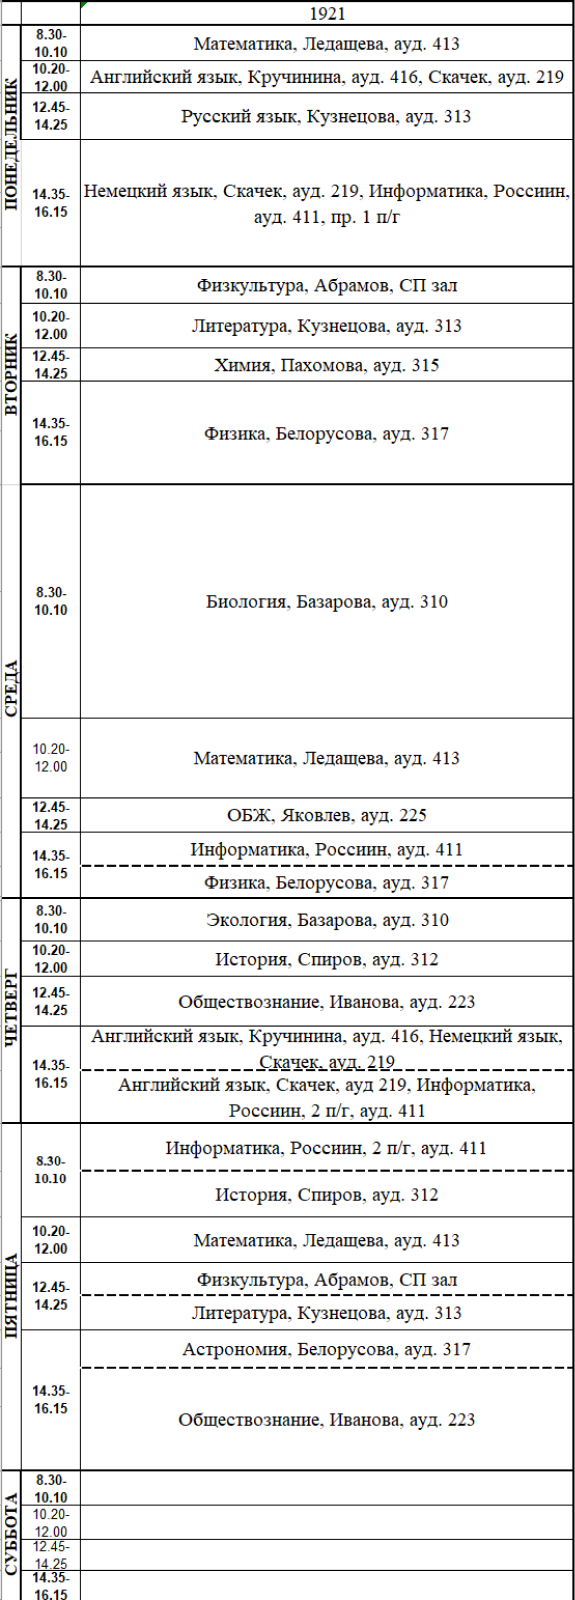 1921
ПОНЕДЕЛЬНИК
8.30-
10.10
Математика, Ледащева, ауд. 413
10.20-
12.00
Английский язык, Кручинина, ауд. 416, Скачек, ауд. 219
12.45-
14.25
Русский язык, Кузнецова, ауд. 313
14.35-
16.15
Немецкий язык, Скачек, ауд. 219, Информатика, Россиин,
ауд. 411, пр. 1 п/г
ВТОРНИК
8.30-
10.10
Физкультура, Абрамов, СП зал
10.20-
12.00
Литература, Кузнецова, ауд. 313
12.45-
14.25
Химия, Пахомова, ауд. 315
14.35-
16.15
Физика, Белорусова, ауд. 317
СРЕДА
8.30-
10.10
Биология, Базарова, ауд. 310
10.20-
12.00
Математика, Ледащева, ауд. 413
12.45-
14.25
ОБЖ, Яковлев, ауд. 225
14.35-
16.15
Информатика, Россиин, ауд. 411
Физика, Белорусова, ауд. 317
ЧЕТВЕРГ
8.30-
10.10
Экология, Базарова, ауд. 310
10.20-
12.00
История, Спиров, ауд. 312
12.45-
14.25
Обществознание, Иванова, ауд. 223
14.35-
16.15
Английский язык, Кручинина, ауд. 416, Немецкий язык,
Скачек, ауд. 219
Английский язык, Скачек, ауд 219, Информатика,
Россиин, 2 п/г, ауд. 411
ПЯТНИЦА
8.30-
10.10
Информатика, Россиин, 2 п/г, ауд. 411
История, Спиров, ауд. 312
10.20-
12.00
Математика, Ледащева, ауд. 413
12.45-
14.25
Физкультура, Абрамов, СП зал
Литература, Кузнецова, ауд. 313
14.35-
16.15
Астрономия, Белорусова, ауд. 317
Обществознание, Иванова, ауд. 223
СУББОТА
8.30-
10.10
10.20-
12.00
12.45-
14.25
14.35-
16.15